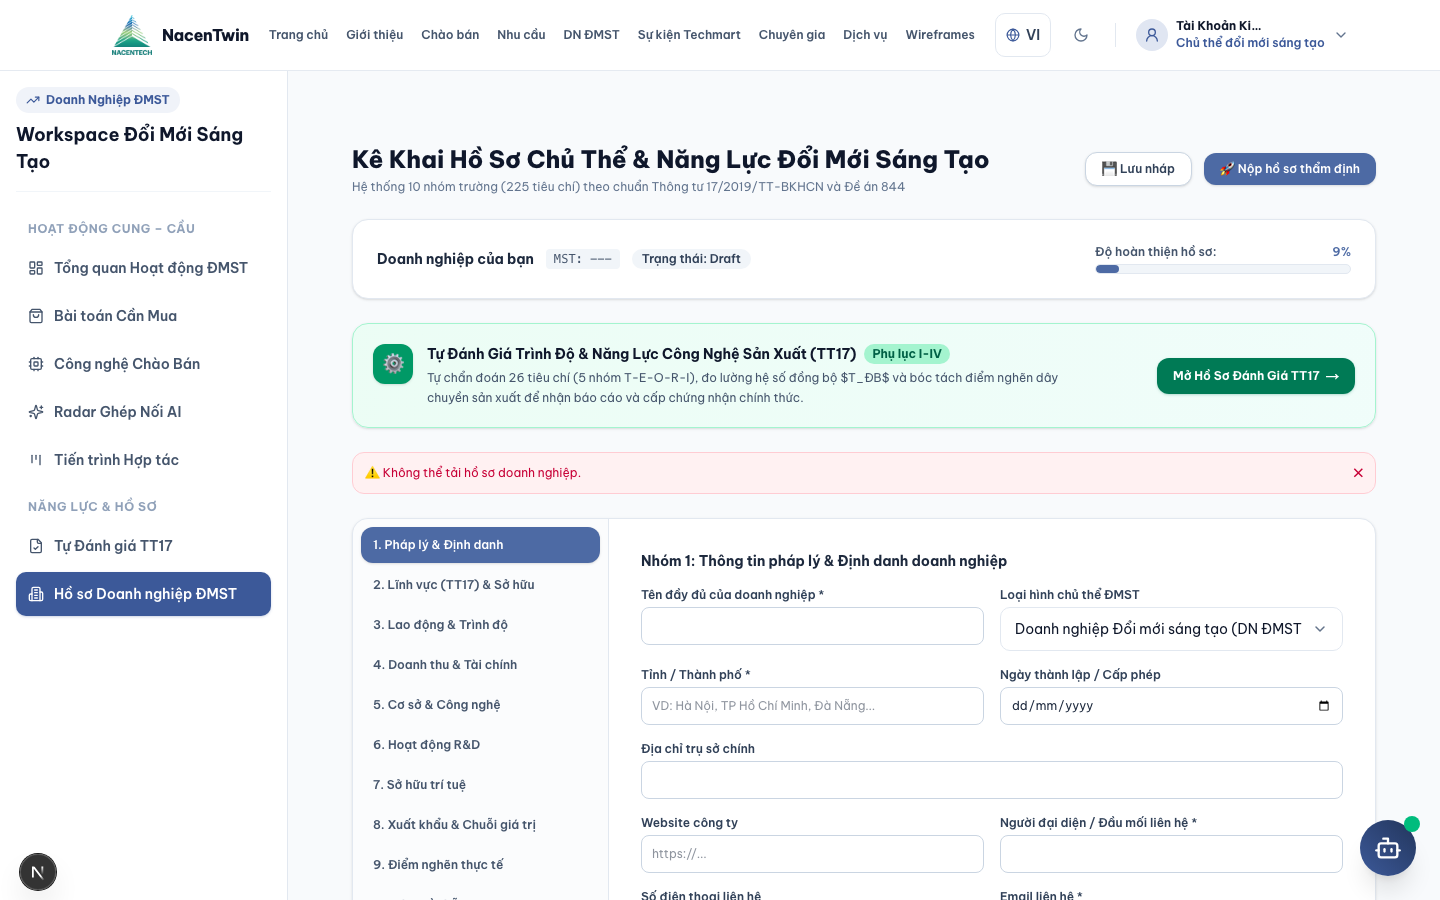 NACENTECH
NacenTwin
Trang chủ
Giới thiệu
Chào bán
Nhu cầu
DN ĐMST
Sự kiện Techmart
Chuyên gia
Dịch vụ
Wireframes
VI
Tài Khoản Ki...
Chủ thể đổi mới sáng tạo
Doanh Nghiệp ĐMST
Workspace Đổi Mới Sáng
Tạo
HOẠT ĐỘNG CUNG – CẦU
Tổng quan Hoạt động ĐMST
Bài toán Cần Mua
Công nghệ Chào Bán
Radar Ghép Nối AI
Tiến trình Hợp tác
NĂNG LỰC & HỒ SƠ
Tự Đánh giá TT17
Hồ sơ Doanh nghiệp ĐMST
Kê Khai Hồ Sơ Chủ Thể & Năng Lực Đổi Mới Sáng Tạo
Hệ thống 10 nhóm trường (225 tiêu chí) theo chuẩn Thông tư 17/2019/TT-BKHCN và Đề án 844
💾 Lưu nháp
🚀 Nộp hồ sơ thẩm định
Doanh nghiệp của bạn
MST: ———
Trạng thái: Draft
Độ hoàn thiện hồ sơ:
9%
Tự Đánh Giá Trình Độ & Năng Lực Công Nghệ Sản Xuất (TT17)
Phụ lục I-IV
Tự chẩn đoán 26 tiêu chí (5 nhóm T-E-O-R-I), đo lường hệ số đồng bộ $T_ĐB$ và bóc tách điểm nghẽn dây
chuyền sản xuất để nhận báo cáo và cấp chứng nhận chính thức.
Mở Hồ Sơ Đánh Giá TT17 →
⚠️ Không thể tải hồ sơ doanh nghiệp.
✕
1. Pháp lý & Định danh
2. Lĩnh vực (TT17) & Sở hữu
3. Lao động & Trình độ
4. Doanh thu & Tài chính
5. Cơ sở & Công nghệ
6. Hoạt động R&D
7. Sở hữu trí tuệ
8. Xuất khẩu & Chuỗi giá trị
9. Điểm nghẽn thực tế
Nhóm 1: Thông tin pháp lý & Định danh doanh nghiệp
Tên đầy đủ của doanh nghiệp *
Loại hình chủ thể ĐMST
Doanh nghiệp Đổi mới sáng tạo (DN ĐMST
Tỉnh / Thành phố *
Ngày thành lập / Cấp phép
VD: Hà Nội, TP Hồ Chí Minh, Đà Nẵng...
dd/mm/yyyy
Địa chỉ trụ sở chính
Website công ty
Người đại diện / Đầu mối liên hệ *
https://...
Số điện thoại liên hệ
Email liên hệ *
N